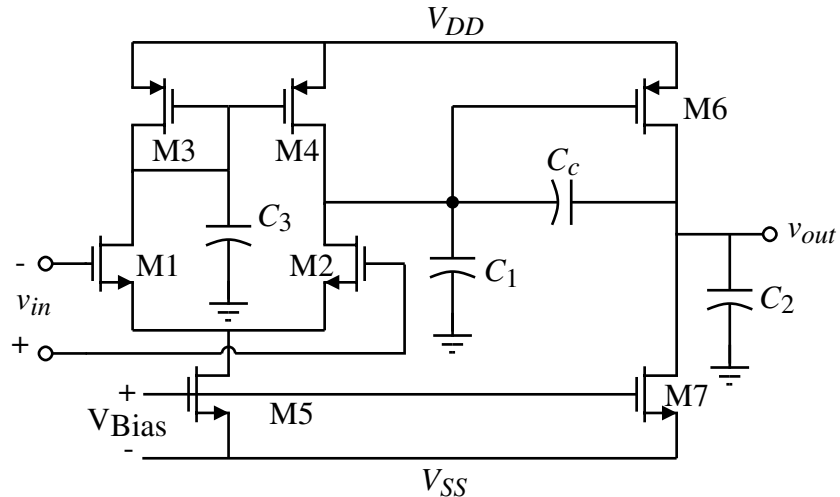 V_DD
M3
M4
M6
C_c
C_3
-
M1
M2
C_1
v_out
v_in
C_2
+
+
M5
M7
V_Bias
-
V_SS